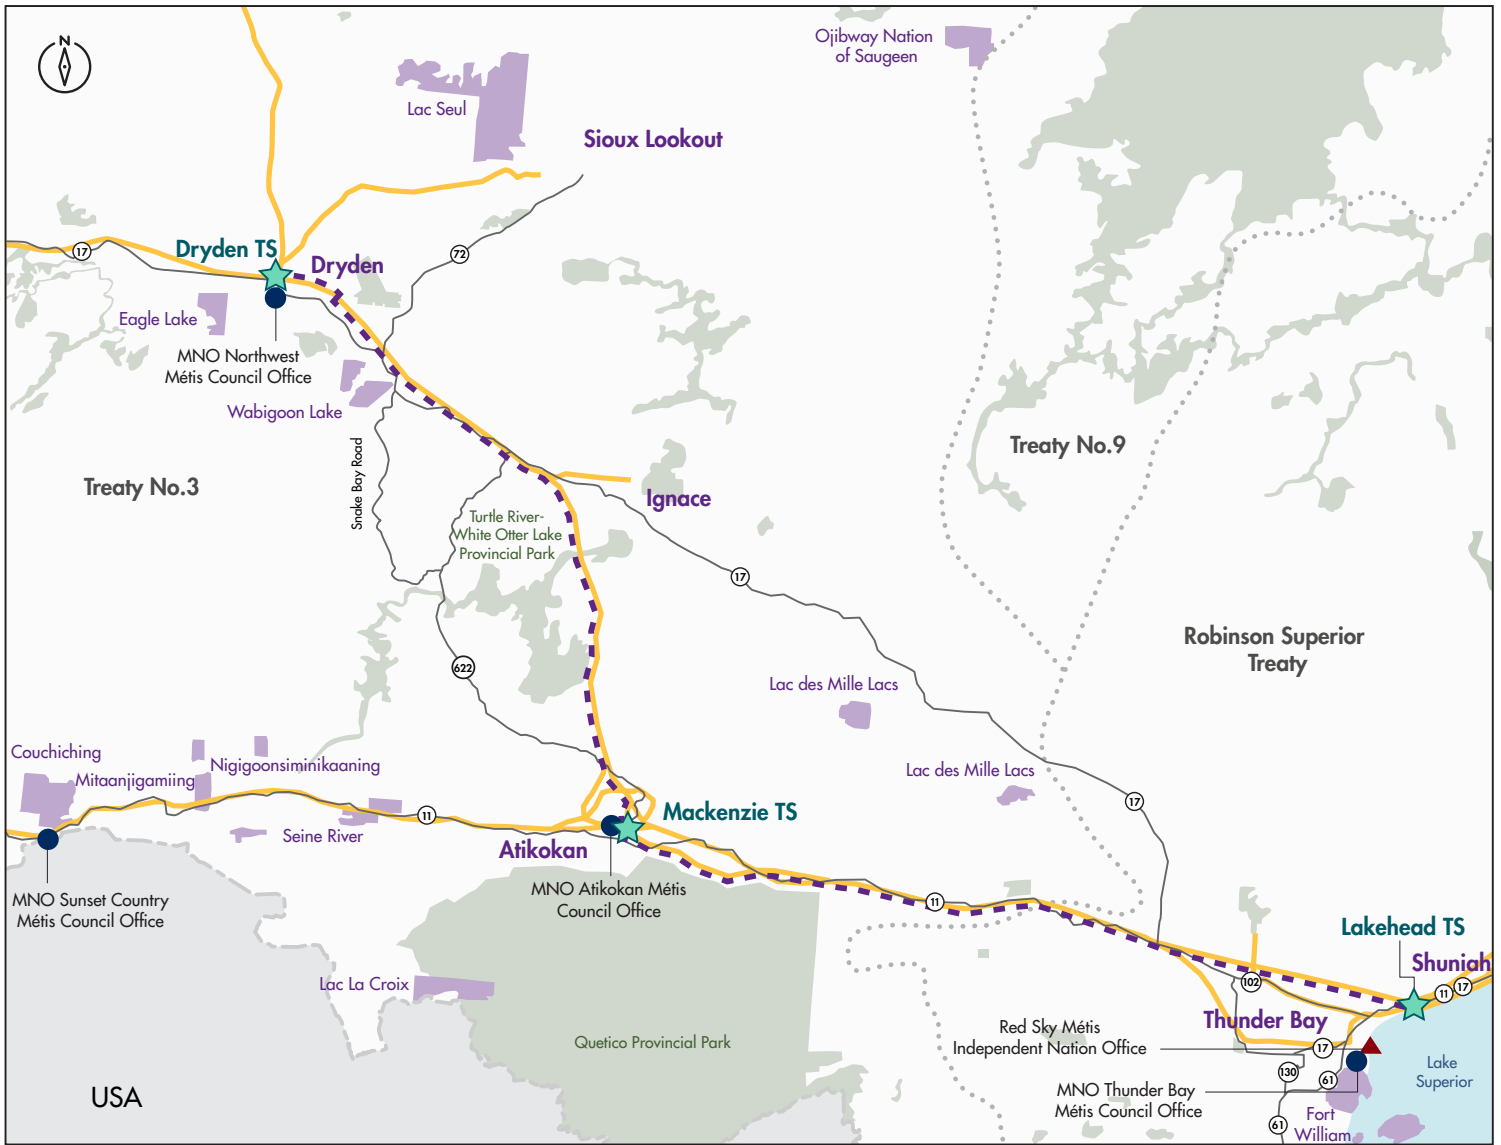 N
Ojibway Nation
of Saugeen
Lac Seul
Sioux Lookout
17
Dryden TS
Dryden
72
Eagle Lake
MNO Northwest
Métis Council Office
Wabigoon Lake
Snake Bay Road
Treaty No.3
Treaty No.9
Ignace
Turtle River-
White Otter Lake
Provincial Park
17
622
Robinson Superior
Treaty
Lac des Mille Lacs
Couchiching
Mitaanjigamiing
Nigigoonsiminikaaning
Lac des Mille Lacs
17
11
Seine River
Mackenzie TS
Atikokan
MNO Sunset Country
Métis Council Office
MNO Atikokan Métis
Council Office
11
Lakehead TS
Shuniah
Lac La Croix
102
11
17
Thunder Bay
Red Sky Métis
Independent Nation Office
Quetico Provincial Park
17
Lake
Superior
130
61
USA
MNO Thunder Bay
Métis Council Office
61
Fort
William